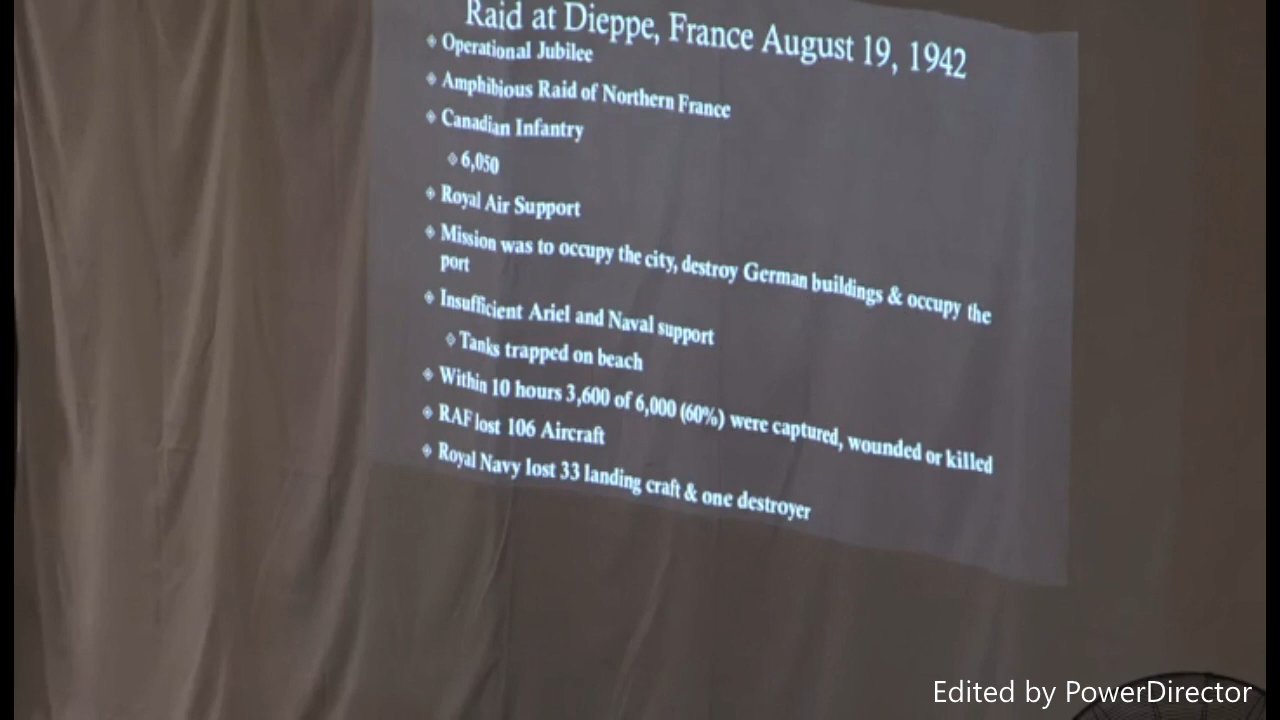 Raid at Dieppe, France August 19, 1942
Operational Jubilee
Amphibious Raid of Northern France
Canadian Infantry
6,050
Royal Air Support
Mission was to occupy the city, destroy German buildings & occupy the
port
Insufficient Ariel and Naval support
Tanks trapped on beach
Within 10 hours 3,600 of 6,000 (60%) were captured, wounded or killed
RAF lost 106 Aircraft
Royal Navy lost 33 landing craft & one destroyer
Edited by PowerDirector